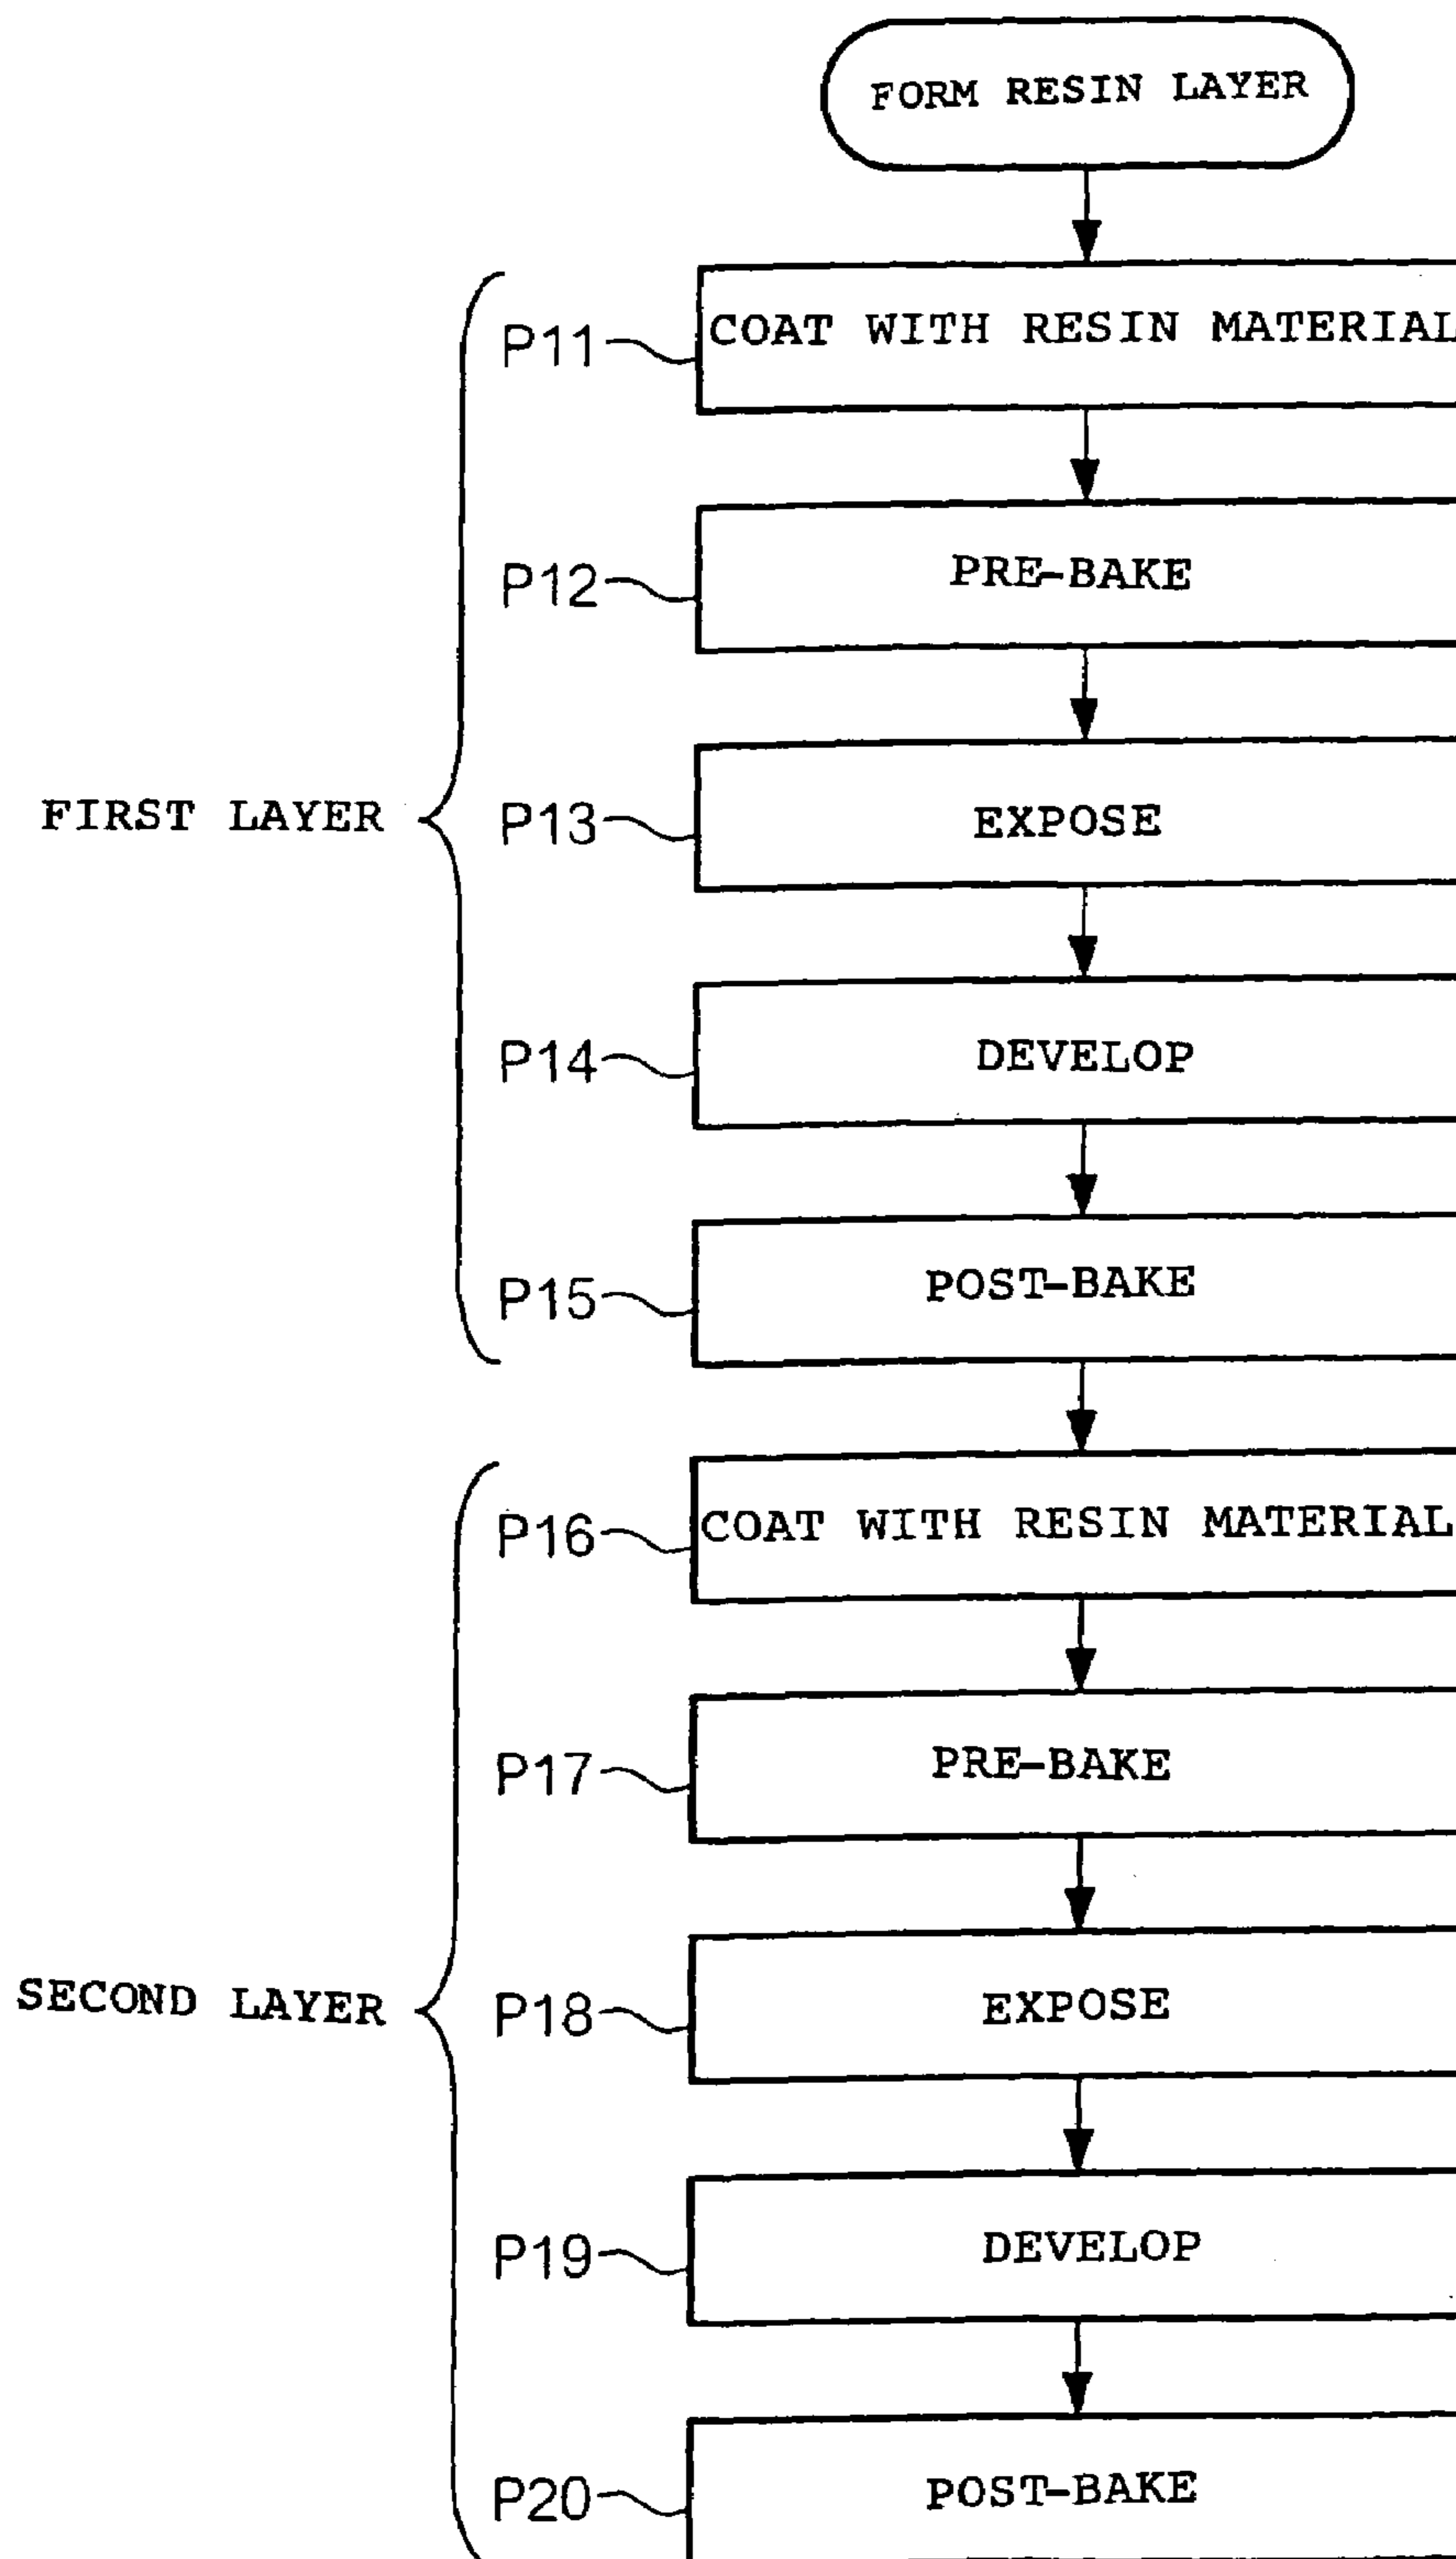 FORM RESIN LAYER
P11 COAT WITH RESIN MATERIAL
P12 PRE-BAKE
P13 EXPOSE
FIRST LAYER
P14 DEVELOP
P15 POST-BAKE
P16 COAT WITH RESIN MATERIAL
P17 PRE-BAKE
P18 EXPOSE
SECOND LAYER
P19 DEVELOP
P20 POST-BAKE